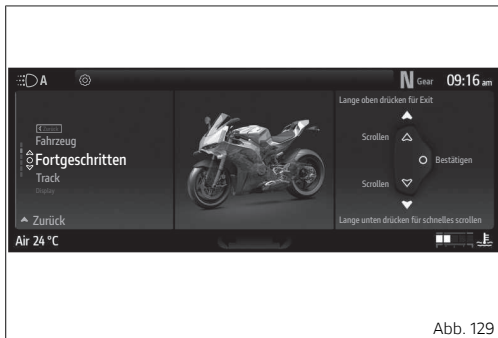 A
N Gear 09:16 am
Zurück
Fahrzeug
Fortgeschritten
Track
Display
Zurück
Lange oben drücken für Exit
Scrollen
Bestätigen
Scrollen
Lange unten drücken für schnelles scrollen
Air 24 °C
Abb. 129